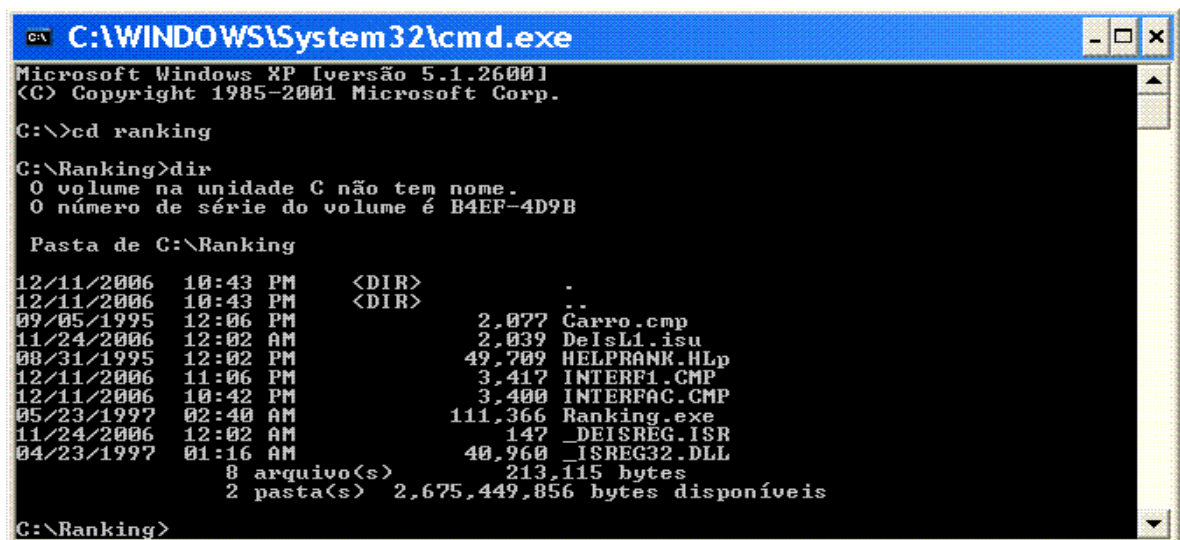 C:\WINDOWS\System32\cmd.exe
Microsoft Windows XP [versão 5.1.2600]
(C) Copyright 1985-2001 Microsoft Corp.
C:\>cd ranking
C:\Ranking>dir
O volume na unidade C não tem nome.
O número de série do volume é B4EF-4D9B
Pasta de C:\Ranking
12/11/2006 10:43 PM <DIR> .
12/11/2006 10:43 PM <DIR> ..
09/05/1995 12:06 PM 2,077 Carro.cmp
11/24/2006 12:02 AM 2,039 DeIsL1.isu
08/31/1995 12:02 PM 49,709 HELPRANK.HLp
12/11/2006 11:06 PM 3,417 INTERF1.CMP
12/11/2006 10:42 PM 3,400 INTERFAC.CMP
05/23/1997 02:40 AM 111,366 Ranking.exe
11/24/2006 12:02 AM 147 _DEISREG.ISR
04/23/1997 01:16 AM 40,960 _ISREG32.DLL
8 arquivo(s) 213,115 bytes
2 pasta(s) 2,675,449,856 bytes disponíveis
C:\Ranking>